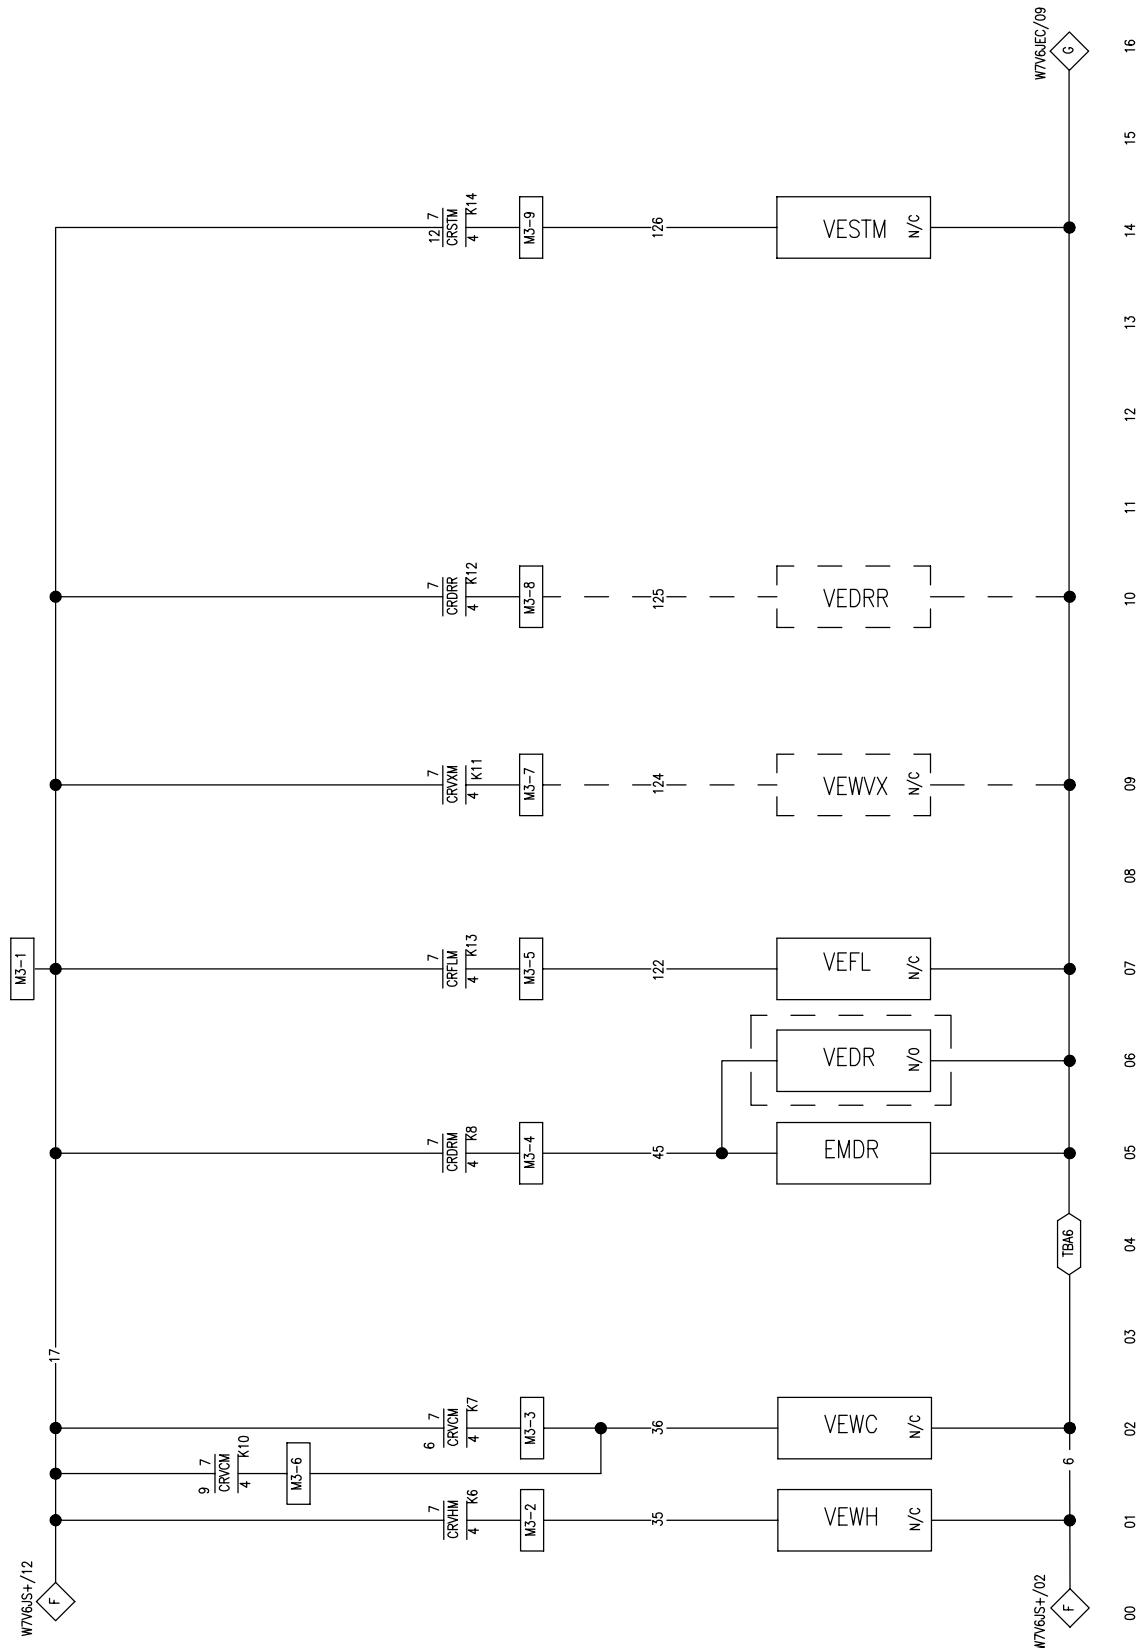 W7V6JS+/12
F
17
M3-1
W7V6JS+/02
F
6
TBA6
W7V6JEC/09
G
7
CRVHM
4
K6
M3-2
35
VEWH
N/C
9
7
CRVCM
4
K10
M3-6
6
7
CRVCM
4
K7
M3-3
36
VEWC
N/C
7
CRDRM
4
K8
M3-4
45
EMDR
VEDR
N/O
7
CRFLM
4
K13
M3-5
122
VEFL
N/C
7
CRVXM
4
K11
M3-7
124
VEWVX
N/C
7
CRDRR
4
K12
M3-8
125
VEDRR
12
7
CRSTM
4
K14
M3-9
126
VESTM
N/C
00
01
02
03
04
05
06
07
08
09
10
11
12
13
14
15
16